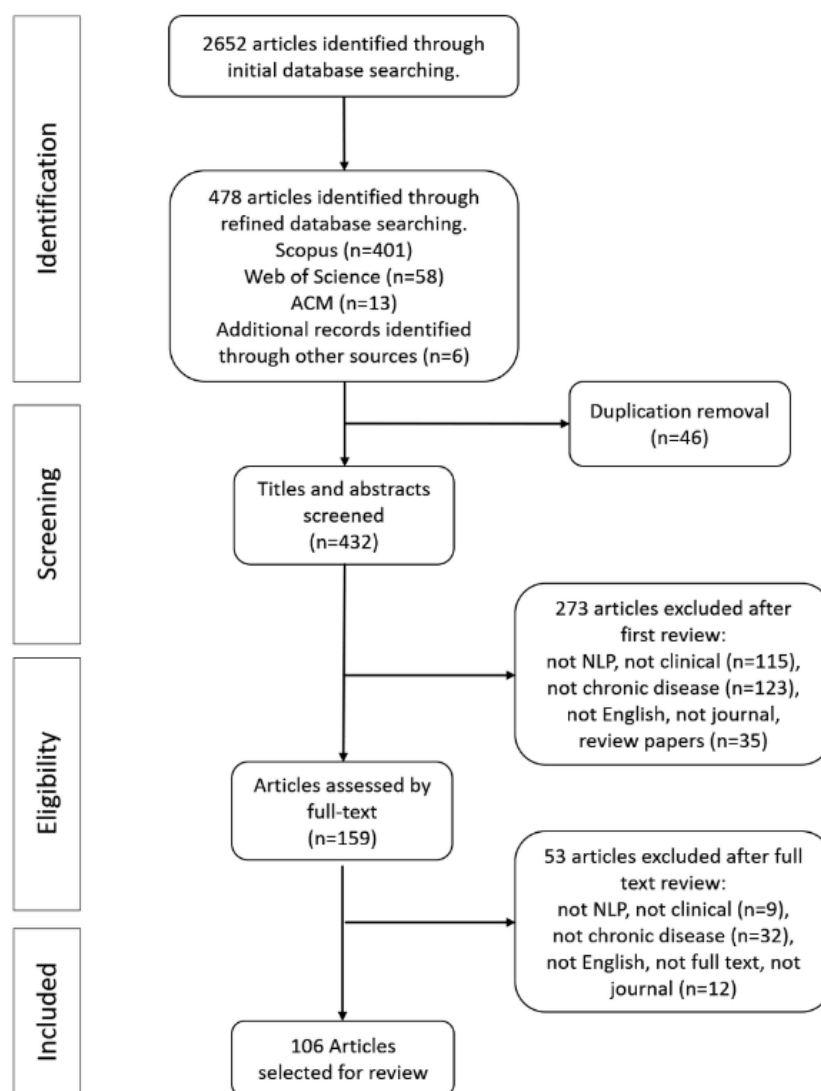 Identification
2652 articles identified through
initial database searching.
478 articles identified through
refined database searching.
Scopus (n=401)
Web of Science (n=58)
ACM (n=13)
Additional records identified
through other sources (n=6)
Screening
Duplication removal
(n=46)
Titles and abstracts
screened
(n=432)
273 articles excluded after
first review:
not NLP, not clinical (n=115),
not chronic disease (n=123),
not English, not journal,
review papers (n=35)
Eligibility
Articles assessed by
full-text
(n=159)
53 articles excluded after full
text review:
not NLP, not clinical (n=9),
not chronic disease (n=32),
not English, not full text, not
journal (n=12)
Included
106 Articles
selected for review